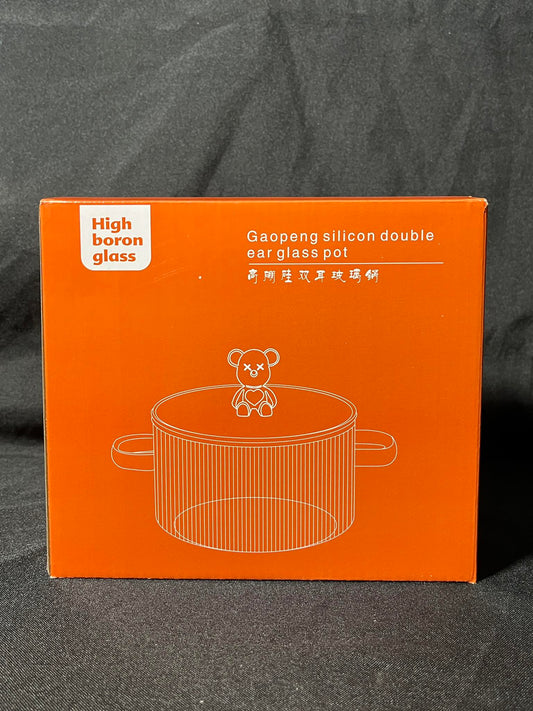 High
boron
glass
Gaopeng silicon double
ear glass pot
高硼硅双耳玻璃锅